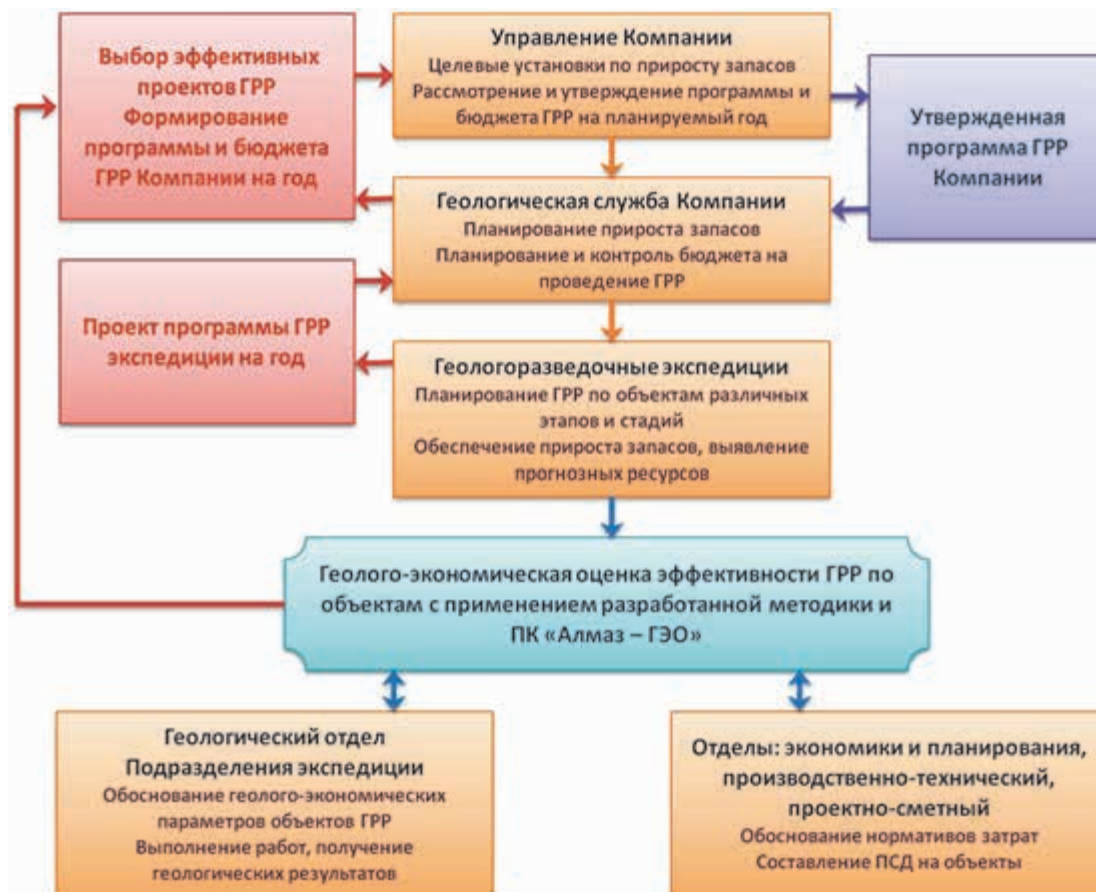 Выбор эффективных
проектов ГРР
Формирование
программы и бюджета
ГРР Компании на год
Управление Компании
Целевые установки по приросту запасов
Рассмотрение и утверждение программы и
бюджета ГРР на планируемый год
Утвержденная
программа ГРР
Компании
Геологическая служба Компании
Планирование прироста запасов
Планирование и контроль бюджета на
проведение ГРР
Проект программы ГРР
экспедиции на год
Геологоразведочные экспедиции
Планирование ГРР по объектам различных
этапов и стадий
Обеспечение прироста запасов, выявление
прогнозных ресурсов
Геолого-экономическая оценка эффективности ГРР по
объектам с применением разработанной методики и
ПК «Алмаз – ГЭО»
Геологический отдел
Подразделения экспедиции
Обоснование геолого-экономических
параметров объектов ГРР
Выполнение работ, получение
геологических результатов
Отделы: экономики и планирования,
производственно-технический,
проектно-сметный
Обоснование нормативов затрат
Составление ПСД на объекты